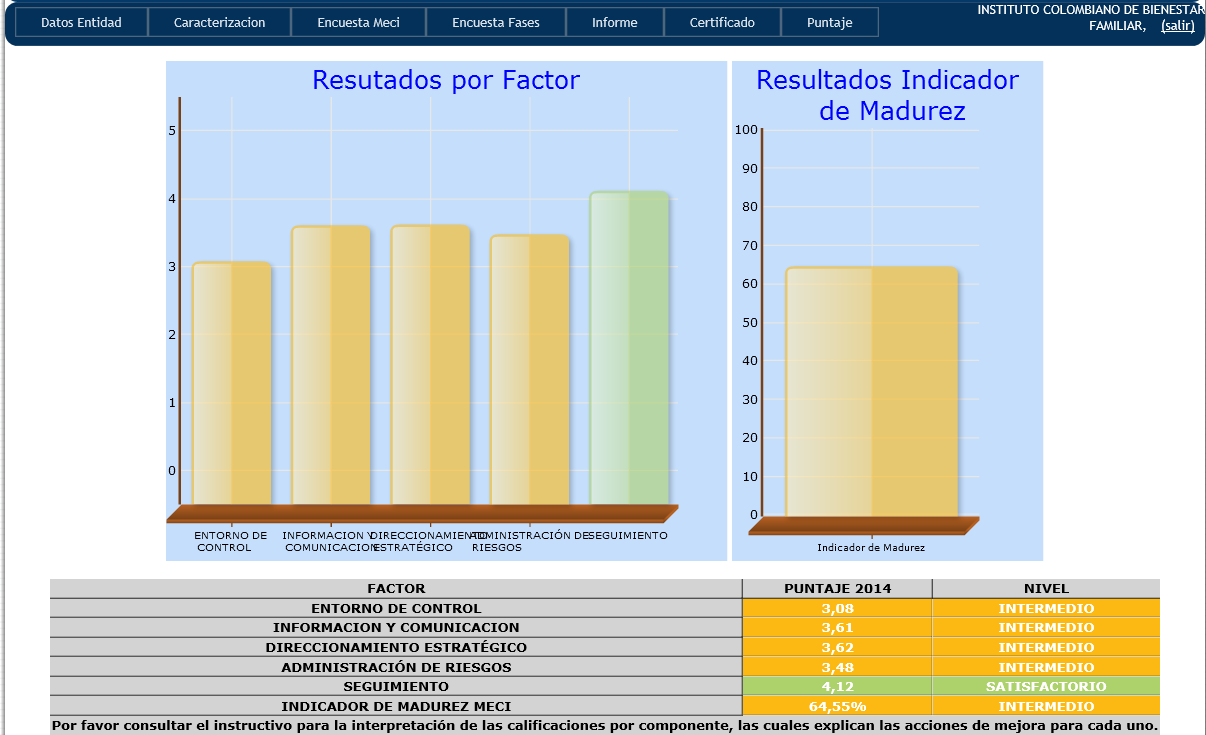 Datos Entidad Caracterizacion Encuesta Meci Encuesta Fases Informe Certificado Puntaje
INSTITUTO COLOMBIANO DE BIENESTAR
FAMILIAR, (salir)
Resutados por Factor
5
4
3
2
1
0
ENTORNO DE
CONTROL
INFORMACION Y
COMUNICACION
DIRECCIONAMIENTO
ESTRATÉGICO
ADMINISTRACIÓN DE
RIESGOS
SEGUIMIENTO
Resultados Indicador
de Madurez
100
90
80
70
60
50
40
30
20
10
0
Indicador de Madurez
FACTOR PUNTAJE 2014 NIVEL
ENTORNO DE CONTROL 3,08 INTERMEDIO
INFORMACION Y COMUNICACION 3,61 INTERMEDIO
DIRECCIONAMIENTO ESTRATÉGICO 3,62 INTERMEDIO
ADMINISTRACIÓN DE RIESGOS 3,48 INTERMEDIO
SEGUIMIENTO 4,12 SATISFACTORIO
INDICADOR DE MADUREZ MECI 64,55% INTERMEDIO
Por favor consultar el instructivo para la interpretación de las calificaciones por componente, las cuales explican las acciones de mejora para cada uno.